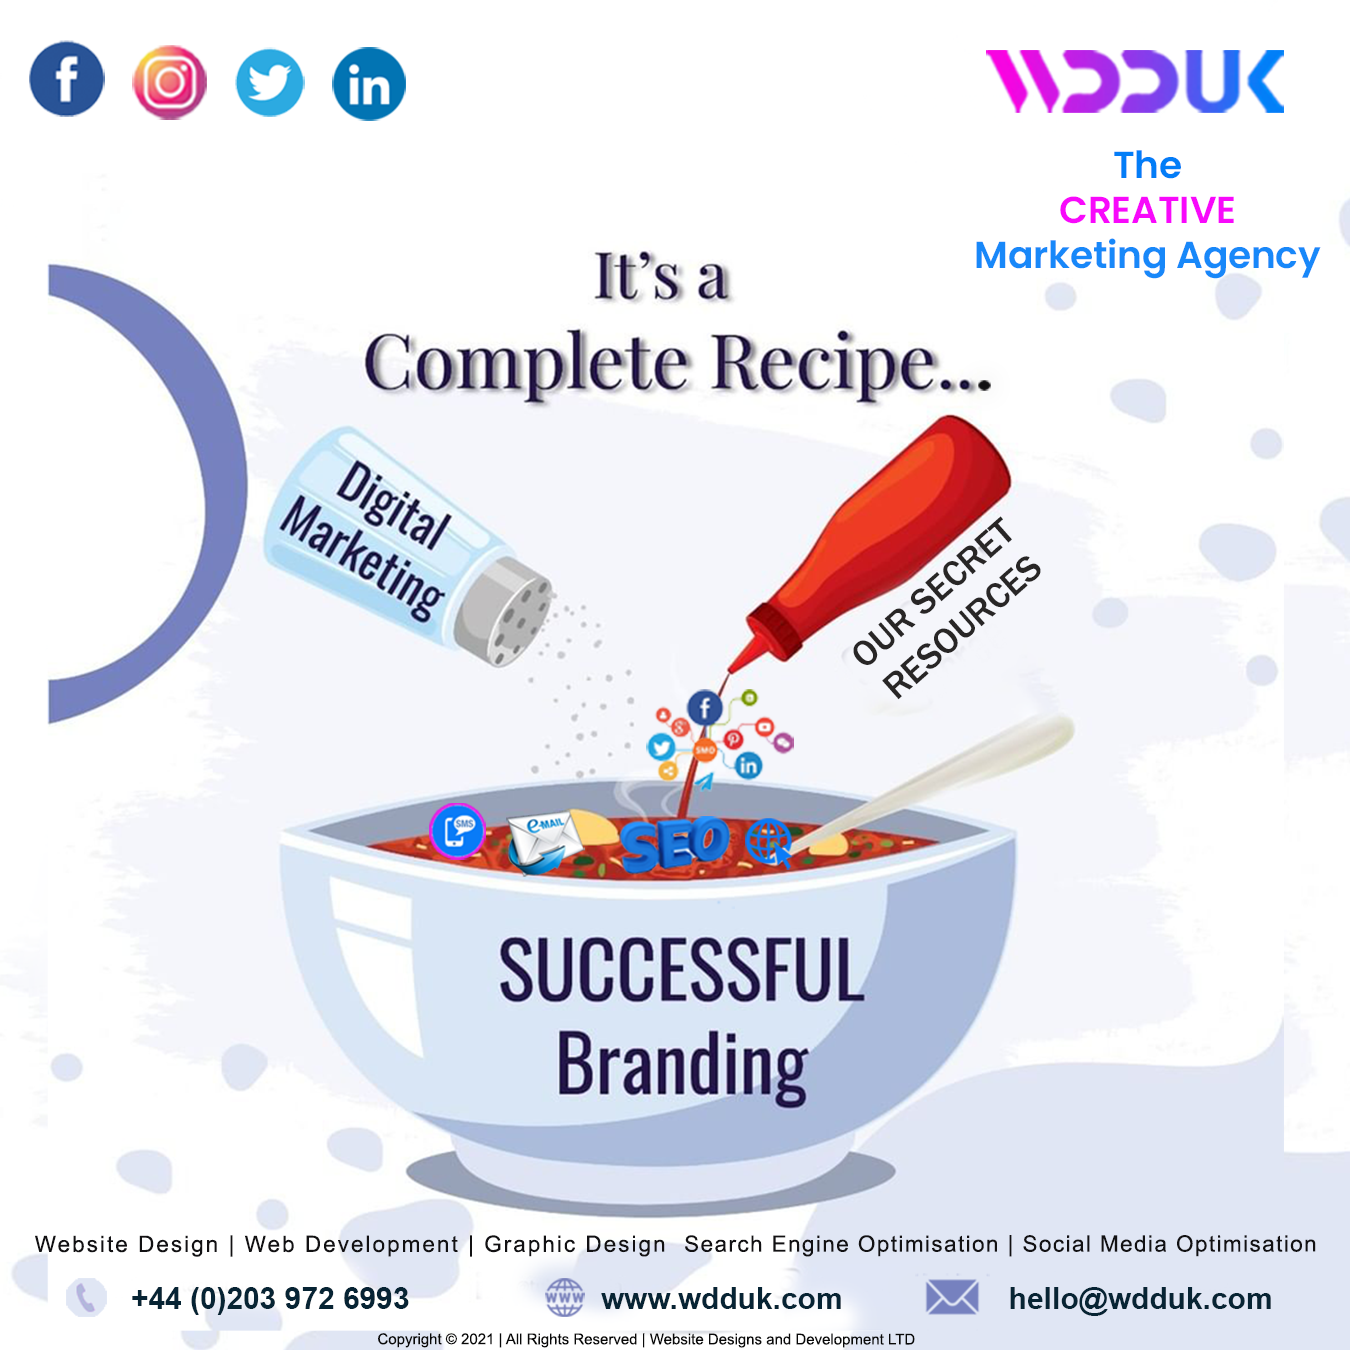 WDDUK
The
CREATIVE
Marketing Agency
It's a
Complete Recipe...
Digital
Marketing
OUR SECRET
RESOURCES
SMO
SMS
e-MAIL
SEO
SUCCESSFUL
Branding
Website Design | Web Development | Graphic Design Search Engine Optimisation | Social Media Optimisation
+44 (0)203 972 6993
WWW
www.wdduk.com
hello@wdduk.com
Copyright © 2021 | All Rights Reserved | Website Designs and Development LTD